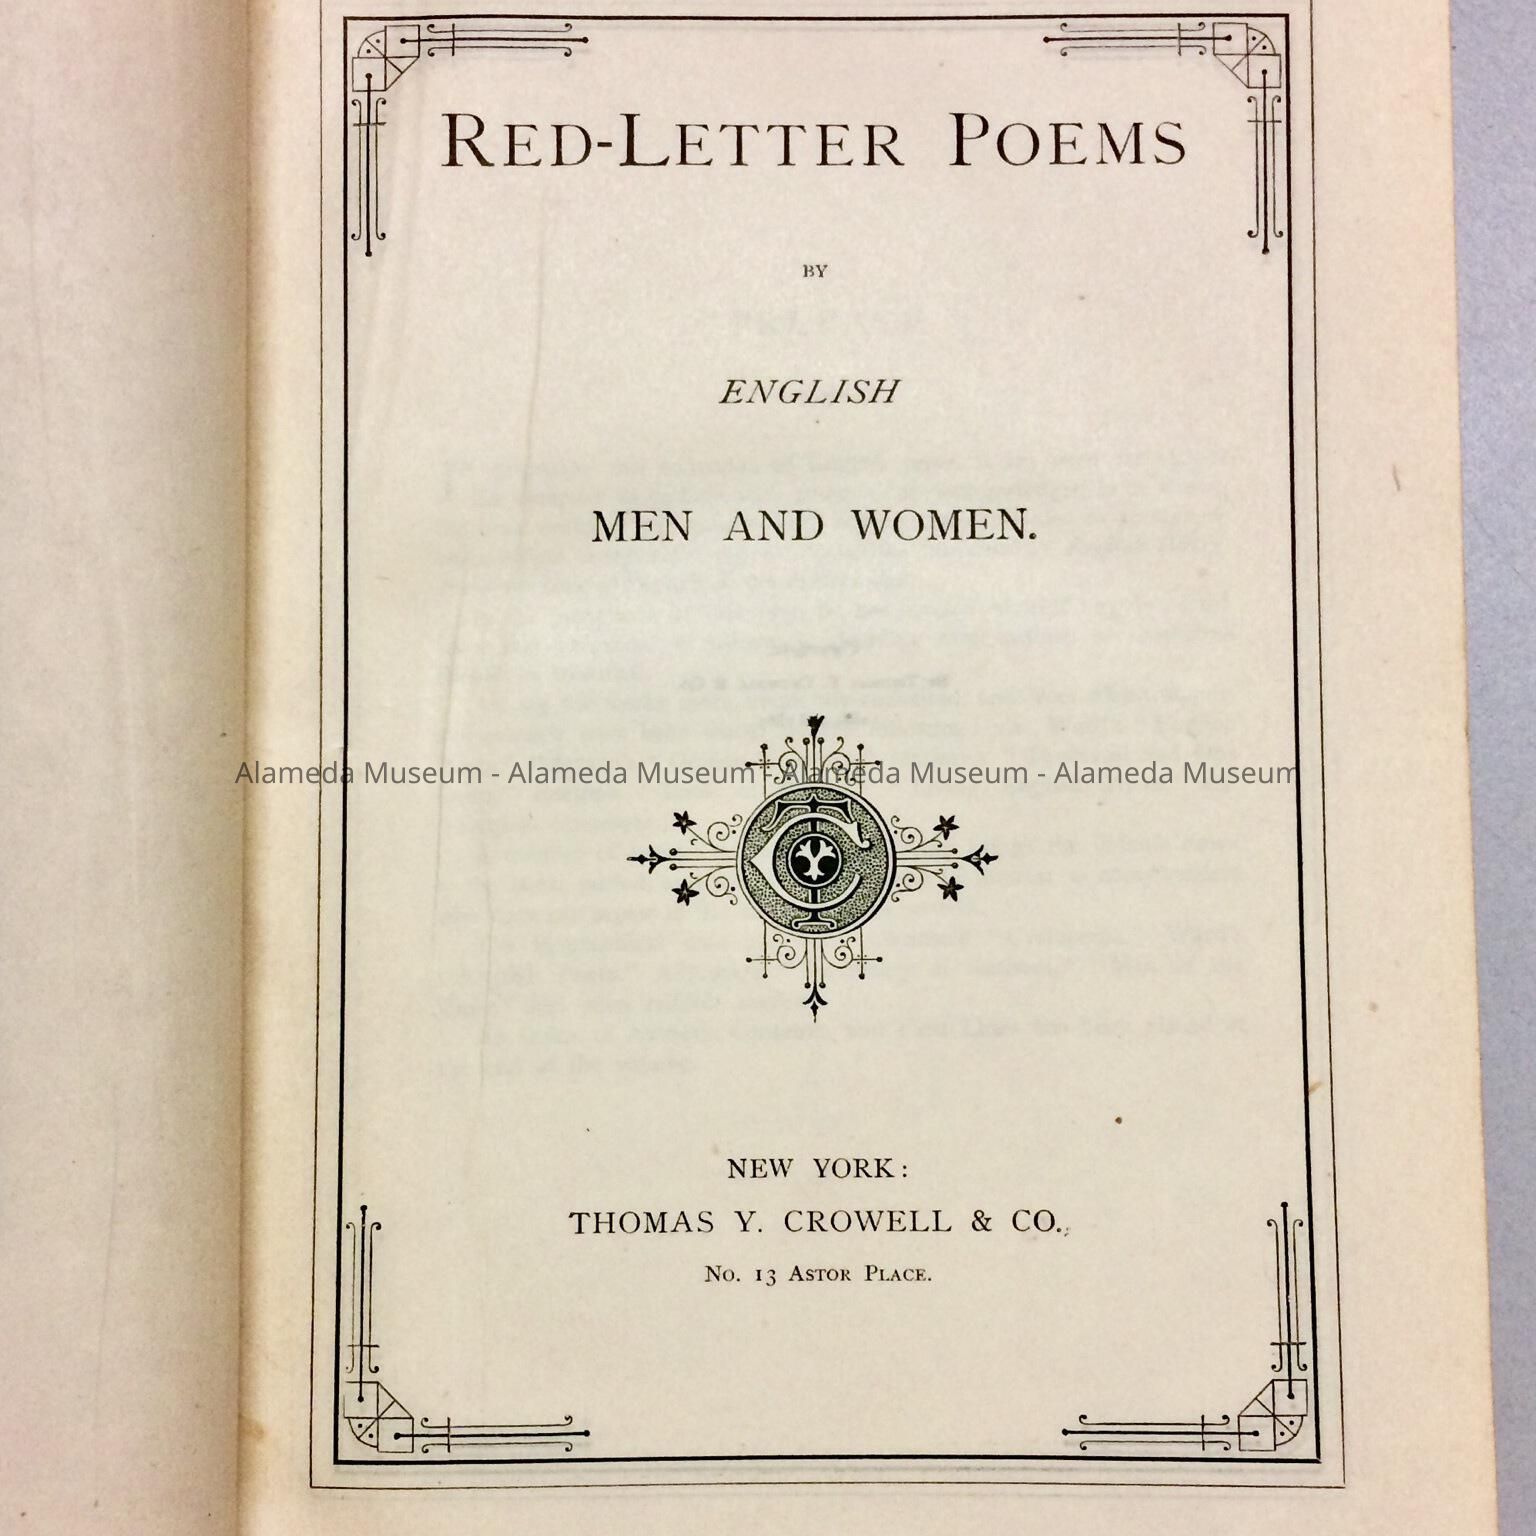 RED-LETTER POEMS
BY
ENGLISH
MEN AND WOMEN.
Alameda Museum - Alameda Museum - Alameda Museum - Alameda Museum
TC
NEW YORK:
THOMAS Y. CROWELL & CO.,
No. 13 ASTOR PLACE.